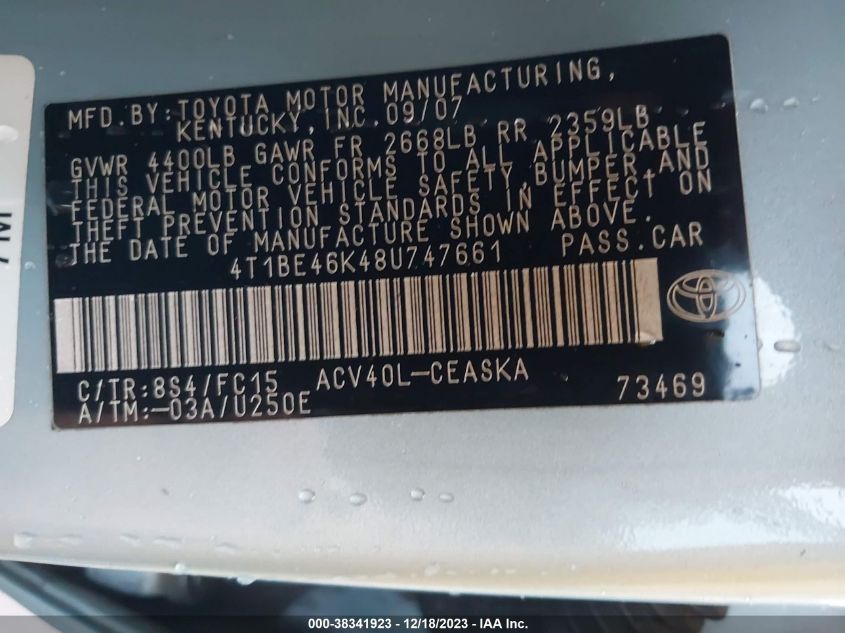 MFD.BY:TOYOTA MOTOR MANUFACTURING,
KENTUCKY, INC.09/07
GVWR 4400LB GAWR FR 2668LB RR 2359LB
THIS VEHICLE CONFORMS TO ALL APPLICABLE
FEDERAL MOTOR VEHICLE SAFETY,BUMPER,AND
THEFT PREVENTION STANDARDS IN EFFECT ON
THE DATE OF MANUFACTURE SHOWN ABOVE.
4T1BE46K48U747661 PASS.CAR
C/TR:8S4/FC15 ACV40L-CEASKA
A/TM:-03A/U250E 73469
7M
000-38341923 - 12/18/2023 - IAA Inc.